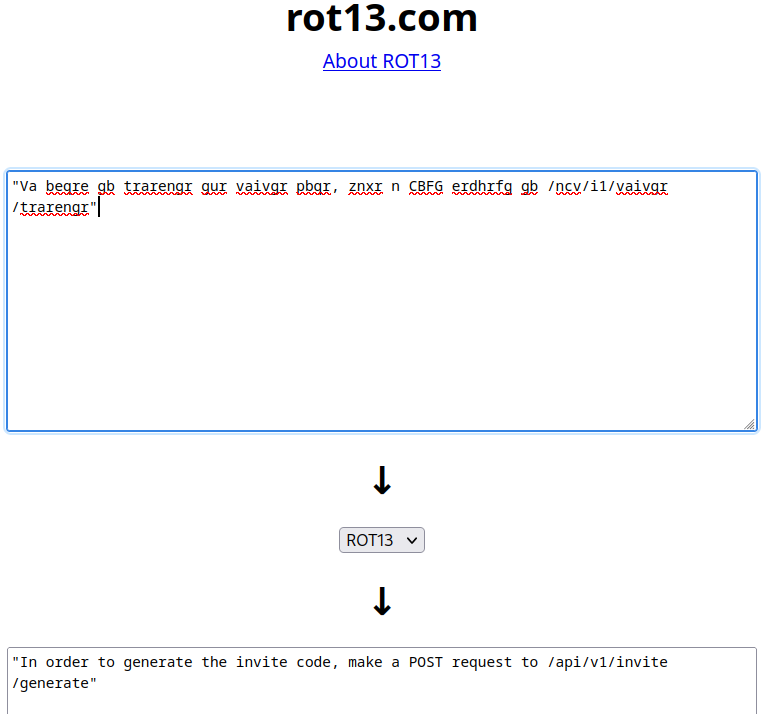 rot13.com
About ROT13
"Va beqre gb trarengr gur vaivgr pbqr, znxr n CBFG erdhrfg gb /ncv/i1/vaivgr
/trarengr"
↓
ROT13
↓
"In order to generate the invite code, make a POST request to /api/v1/invite
/generate"